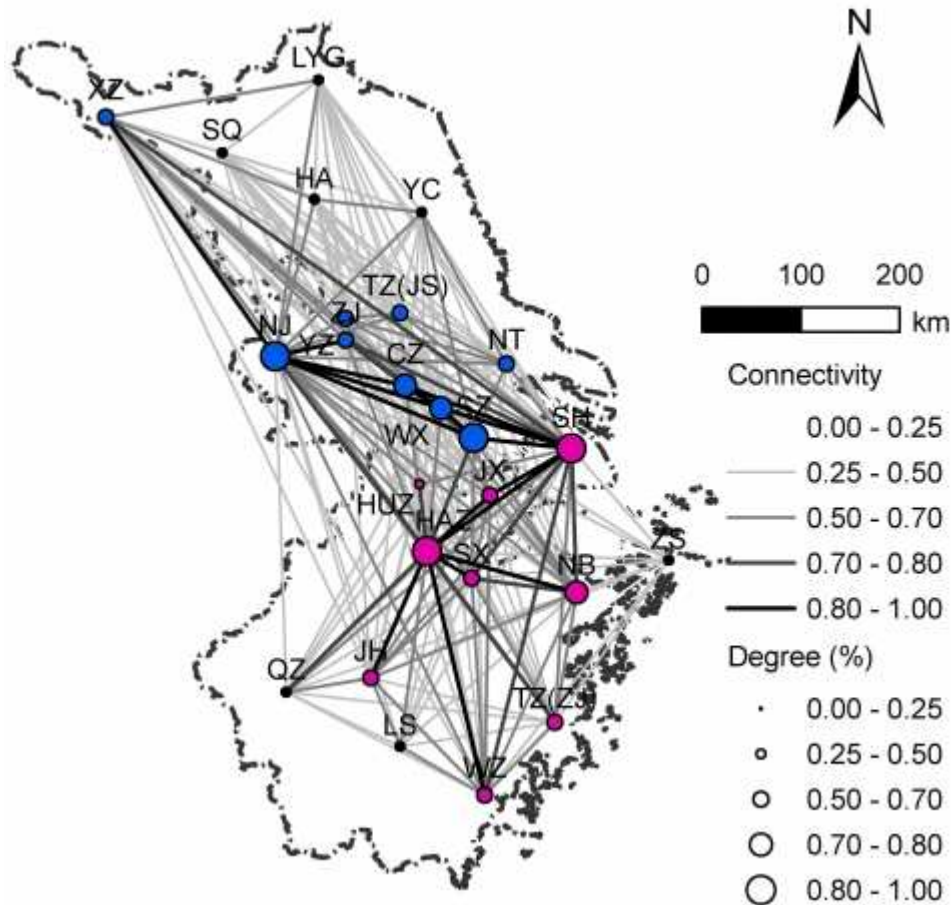 N
LYG
XZ
SQ
HA
YC
0 100 200
km
TZ(JS)
ZJ
NJ
YZ
NT
CZ
SZ
SH
WX
Connectivity
0.00 - 0.25
0.25 - 0.50
0.50 - 0.70
0.70 - 0.80
0.80 - 1.00
JX
HUZ
HAZ
SX
NB
ZS
Degree (%)
0.00 - 0.25
0.25 - 0.50
0.50 - 0.70
0.70 - 0.80
0.80 - 1.00
QZ
JH
TZ(ZJ)
LS
WZ